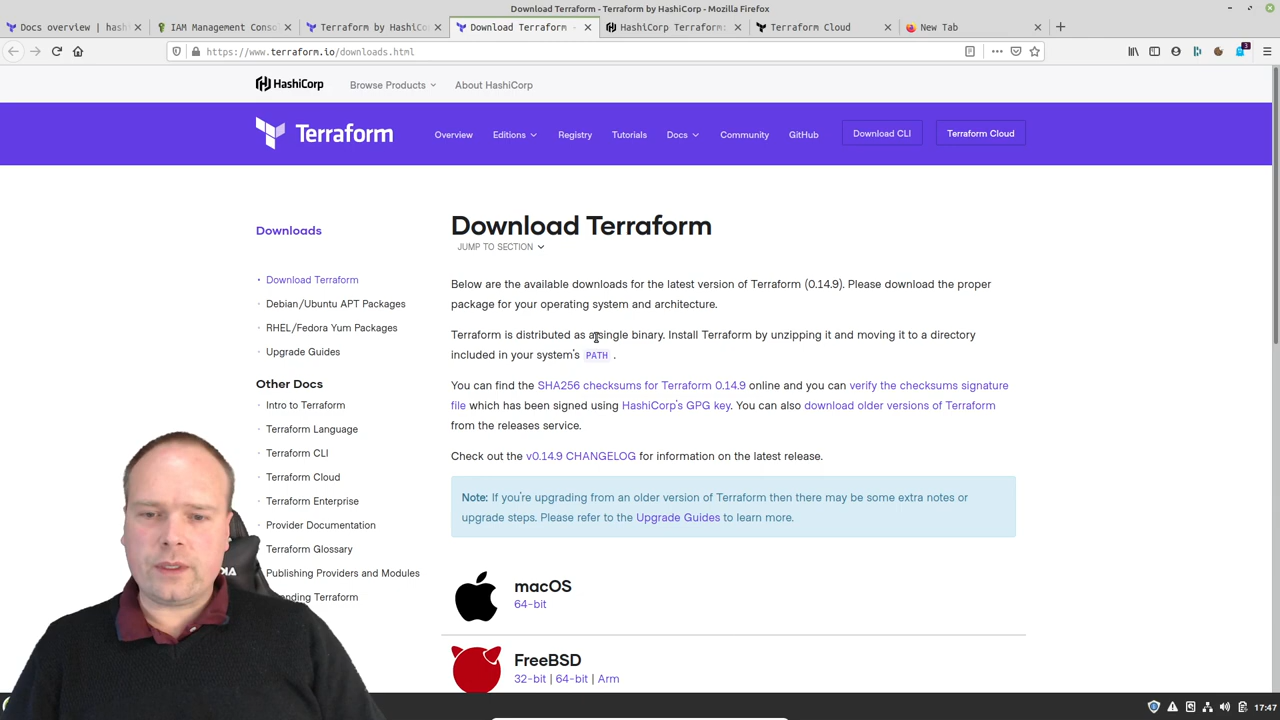 Download Terraform - Terraform by HashiCorp - Mozilla Firefox
Docs overview | hash
IAM Management Conso
Terraform by HashiCo
Download Terraform -
HashiCorp Terraform:
Terraform Cloud
New Tab
https://www.terraform.io/downloads.html
3
HashiCorp
Browse Products
About HashiCorp
Terraform
Overview
Editions
Registry
Tutorials
Docs
Community
GitHub
Download CLI
Terraform Cloud
Downloads
Download Terraform
Debian/Ubuntu APT Packages
RHEL/Fedora Yum Packages
Upgrade Guides
Other Docs
Intro to Terraform
Terraform Language
Terraform CLI
Terraform Cloud
Terraform Enterprise
Provider Documentation
Terraform Glossary
Publishing Providers and Modules
Terraform
Download Terraform
JUMP TO SECTION
Below are the available downloads for the latest version of Terraform (0.14.9). Please download the proper
package for your operating system and architecture.
Terraform is distributed as a single binary. Install Terraform by unzipping it and moving it to a directory
included in your system's PATH .
You can find the SHA256 checksums for Terraform 0.14.9 online and you can verify the checksums signature
file which has been signed using HashiCorp's GPG key. You can also download older versions of Terraform
from the releases service.
Check out the v0.14.9 CHANGELOG for information on the latest release.
Note: If you're upgrading from an older version of Terraform then there may be some extra notes or
upgrade steps. Please refer to the Upgrade Guides to learn more.
macOS
64-bit
FreeBSD
32-bit | 64-bit | Arm
17:47